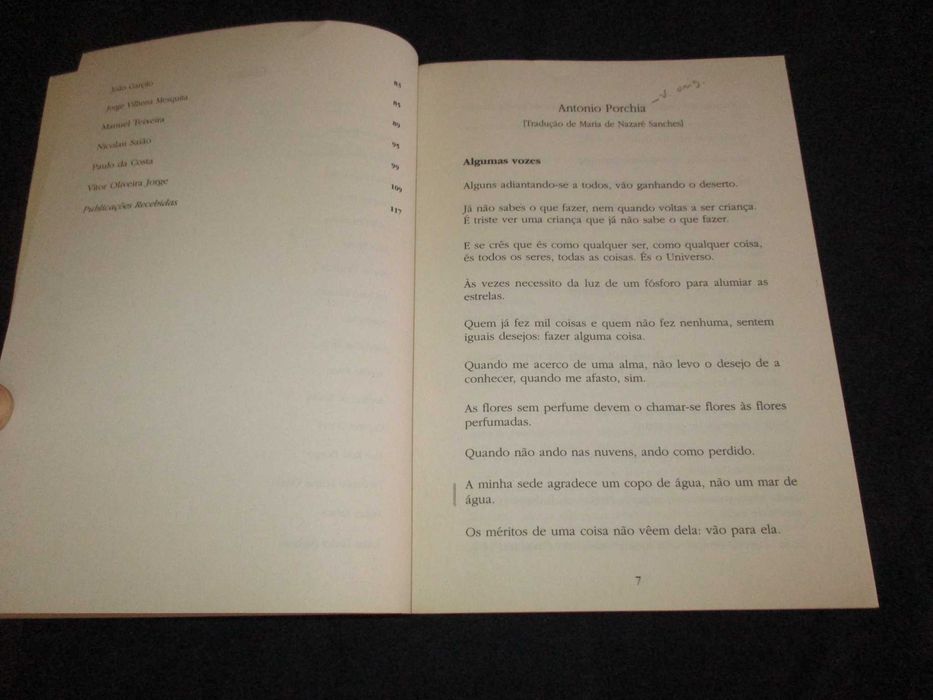 João Garção 81
Jorge Vilhena Mesquita 85
Manuel Teixeira 89
Nicolau Saião 95
Paulo da Costa 99
Vitor Oliveira Jorge 109
Publicações Recebidas 117
Antonio Porchia
[Tradução de Maria de Nazaré Sanches]
Algumas vozes
Alguns adiantando-se a todos, vão ganhando o deserto.
Já não sabes o que fazer, nem quando voltas a ser criança.
É triste ver uma criança que já não sabe o que fazer.
E se crês que és como qualquer ser, como qualquer coisa,
és todos os seres, todas as coisas. És o Universo.
Às vezes necessito da luz de um fósforo para alumiar as
estrelas.
Quem já fez mil coisas e quem não fez nenhuma, sentem
iguais desejos: fazer alguma coisa.
Quando me acerco de uma alma, não levo o desejo de a
conhecer, quando me afasto, sim.
As flores sem perfume devem o chamar-se flores às flores
perfumadas.
Quando não ando nas nuvens, ando como perdido.
A minha sede agradece um copo de água, não um mar de
água.
Os méritos de uma coisa não vêem dela: vão para ela.
7